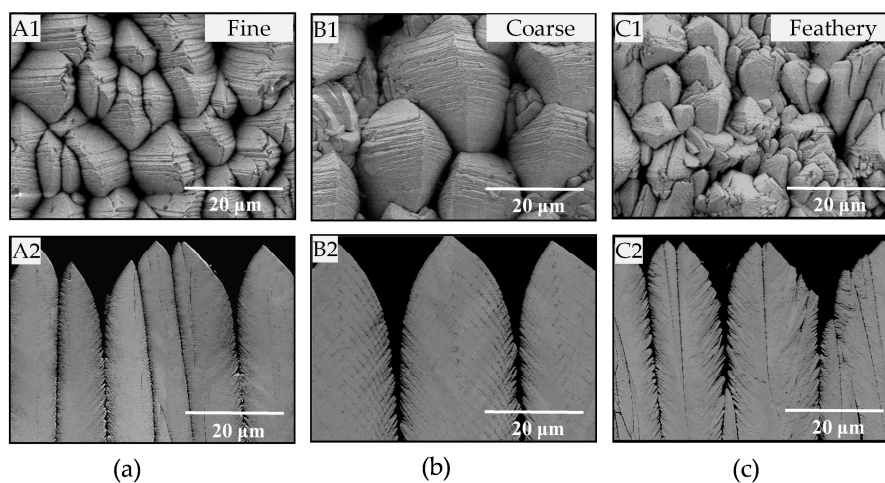 A1 Fine B1 Coarse C1 Feathery
20 μm 20 μm 20 μm
A2 B2 C2
20 μm 20 μm 20 μm
(a) (b) (c)